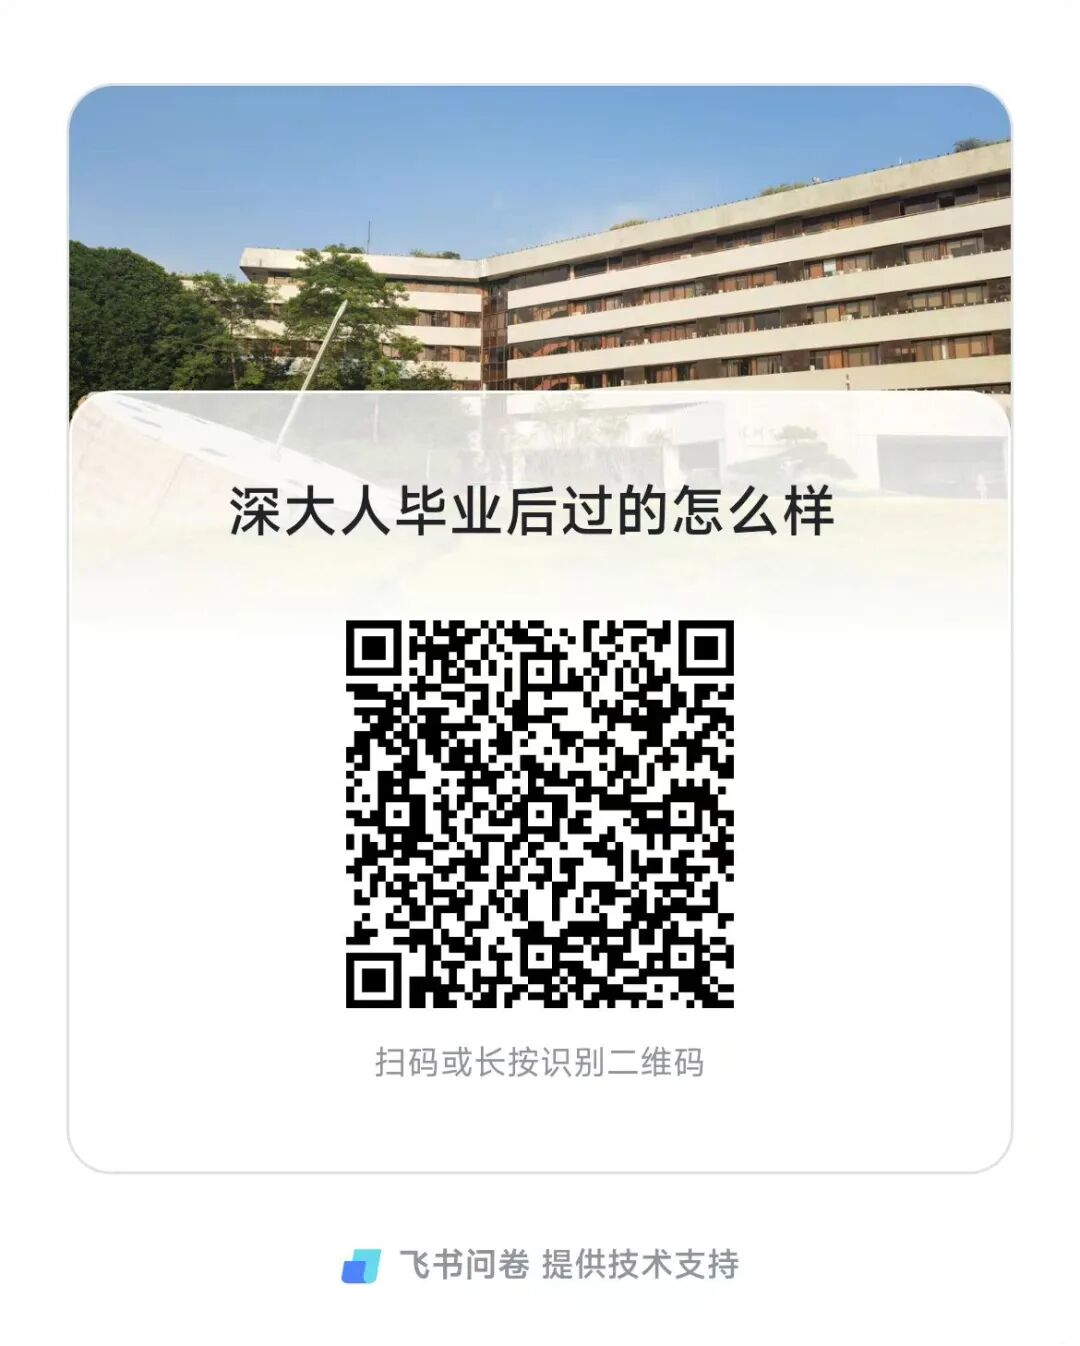 深大人毕业后过的怎么样
扫码或长按识别二维码
飞书问卷 提供技术支持